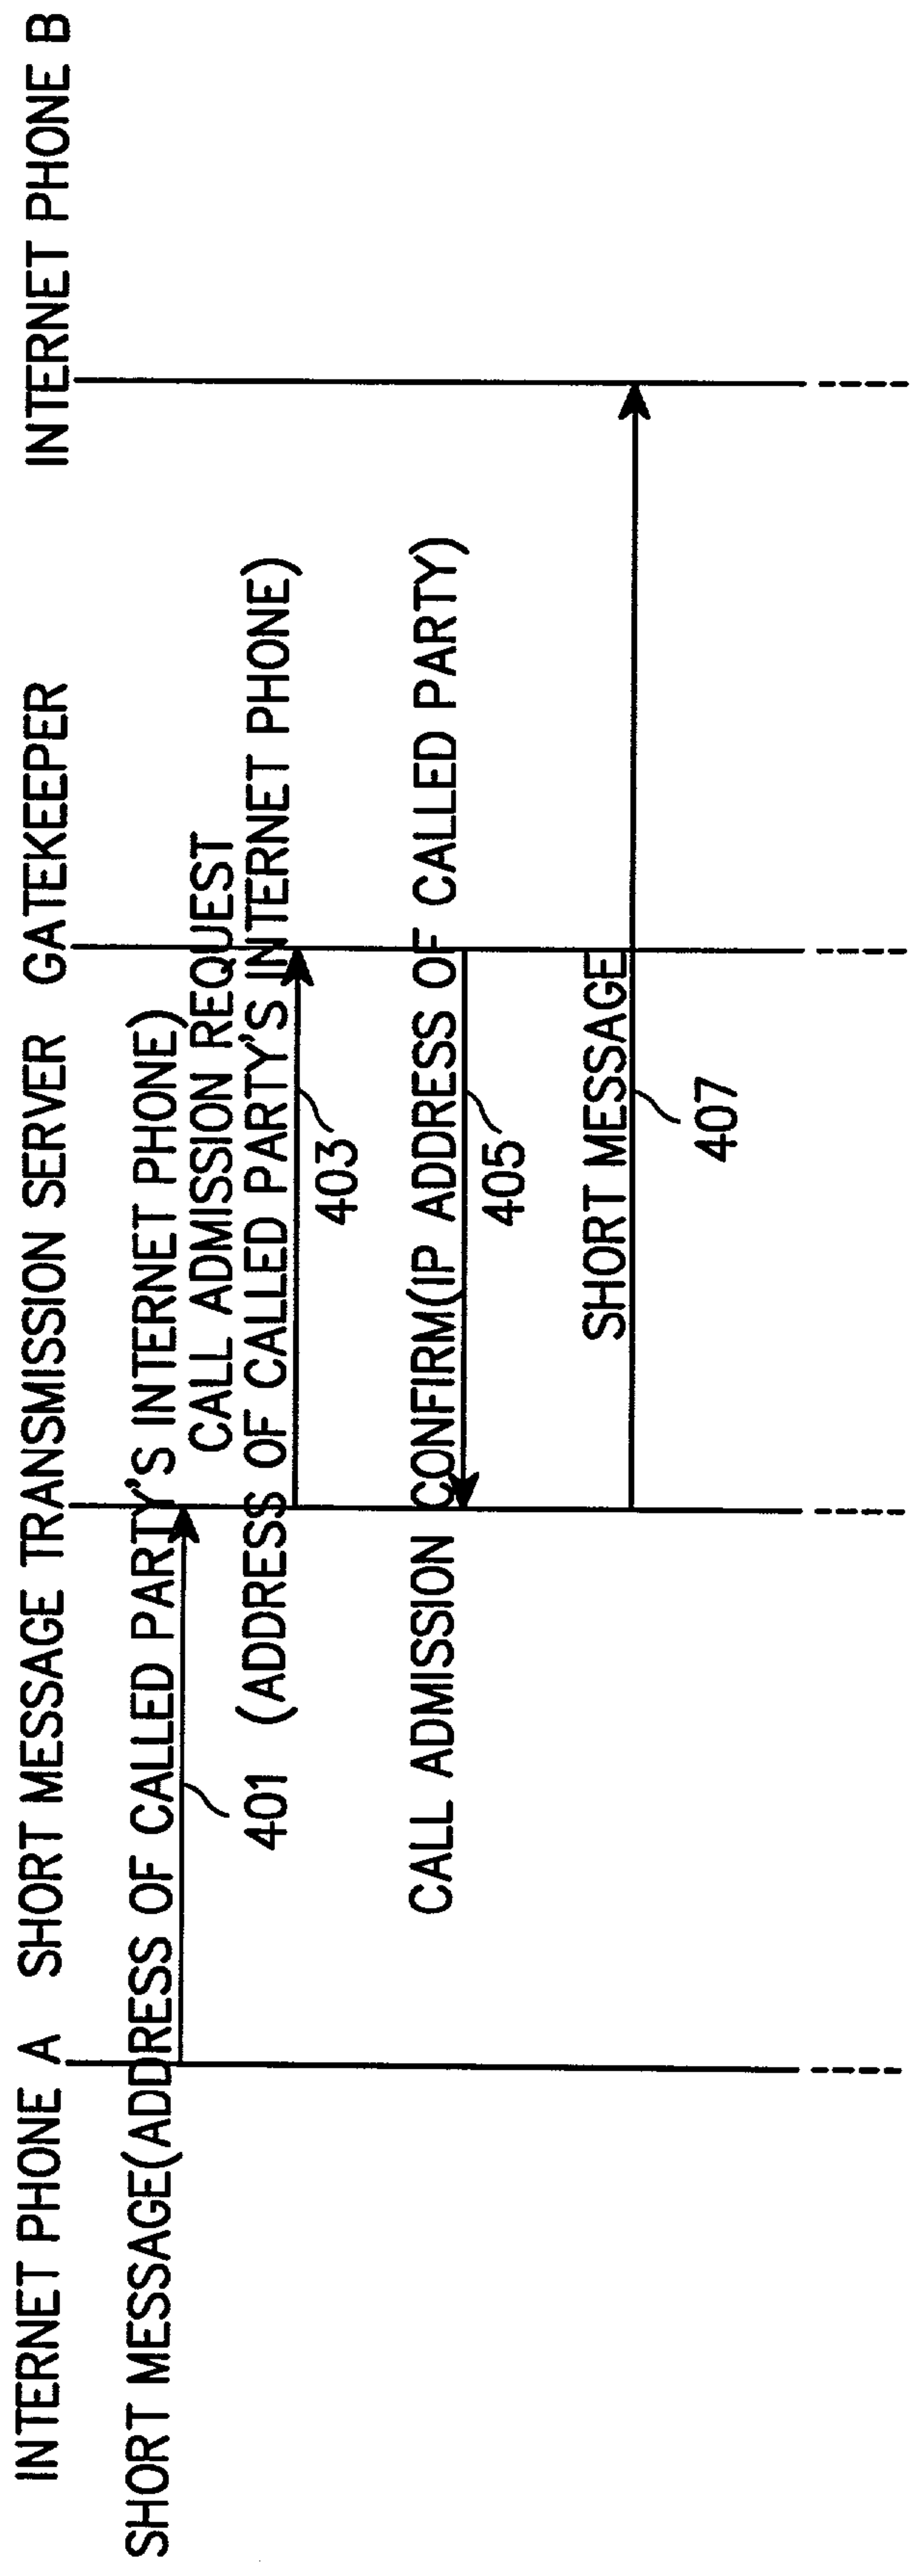 INTERNET PHONE A
SHORT MESSAGE TRANSMISSION SERVER
GATEKEEPER
INTERNET PHONE B
SHORT MESSAGE(ADDRESS OF CALLED PARTY'S INTERNET PHONE)
401
CALL ADMISSION REQUEST
(ADDRESS OF CALLED PARTY'S INTERNET PHONE)
403
CALL ADMISSION CONFIRM(IP ADDRESS OF CALLED PARTY)
405
SHORT MESSAGE
407